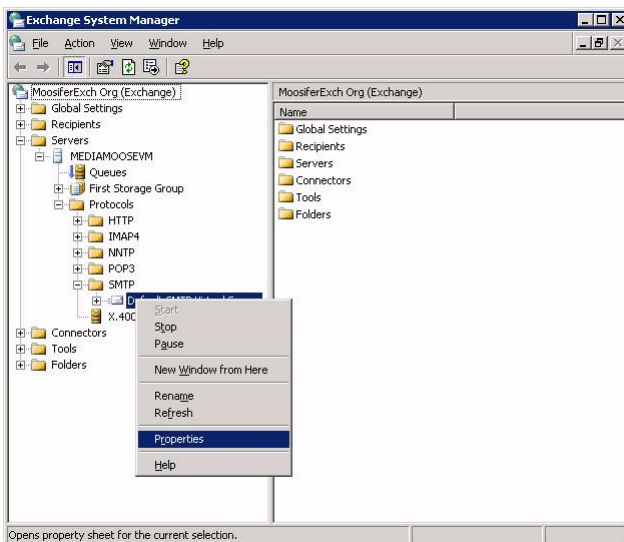 Exchange System Manager
File Action View Window Help
MoosiferExch Org (Exchange)
Global Settings
Recipients
Servers
MEDIAMOOSEVM
Queues
First Storage Group
Protocols
HTTP
IMAP4
NNTP
POP3
SMTP
X.400
Connectors
Tools
Folders
Start
Stop
Pause
New Window from Here
Rename
Refresh
Properties
Help
MoosiferExch Org (Exchange)
Name
Global Settings
Recipients
Servers
Connectors
Tools
Folders
Opens property sheet for the current selection.